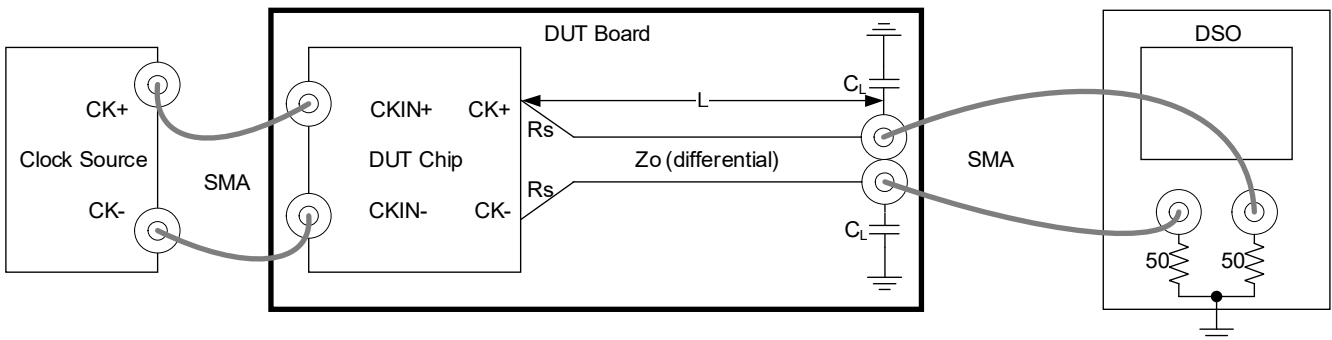 DUT Board
DSO
CK+
CKIN+
CK+
L
CL
Rs
Clock Source
SMA
DUT Chip
Zo (differential)
SMA
Rs
CK-
CKIN-
CK-
CL
50
50